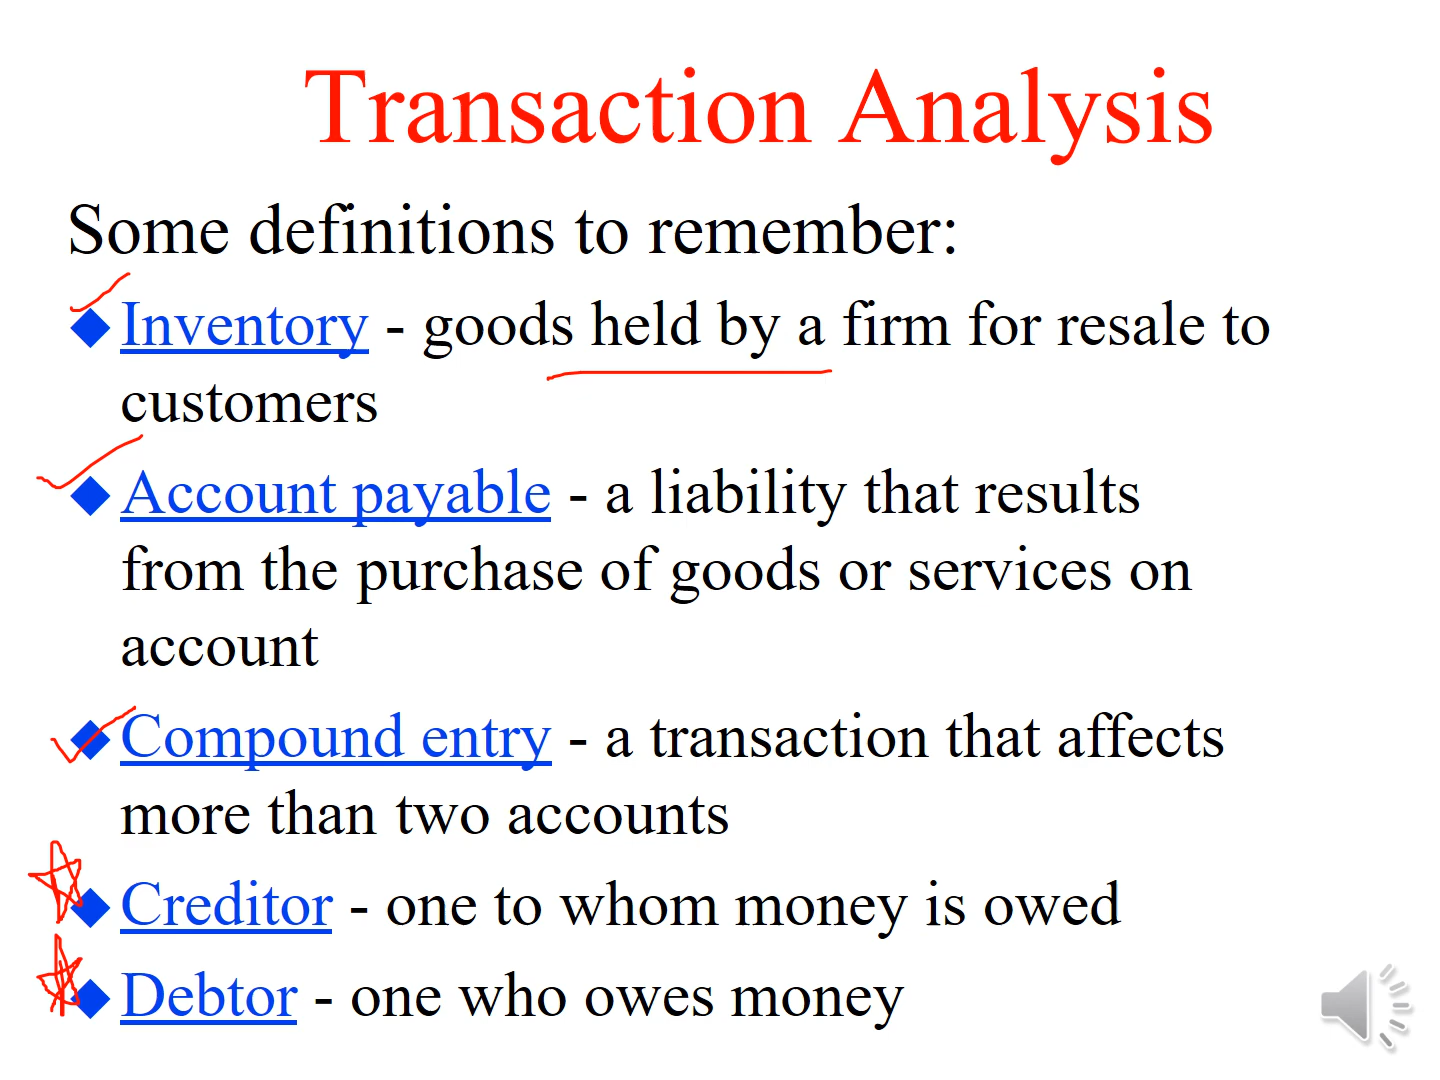 Transaction Analysis
Some definitions to remember:
Inventory - goods held by a firm for resale to
customers
Account payable - a liability that results
from the purchase of goods or services on
account
Compound entry - a transaction that affects
more than two accounts
Creditor - one to whom money is owed
Debtor - one who owes money